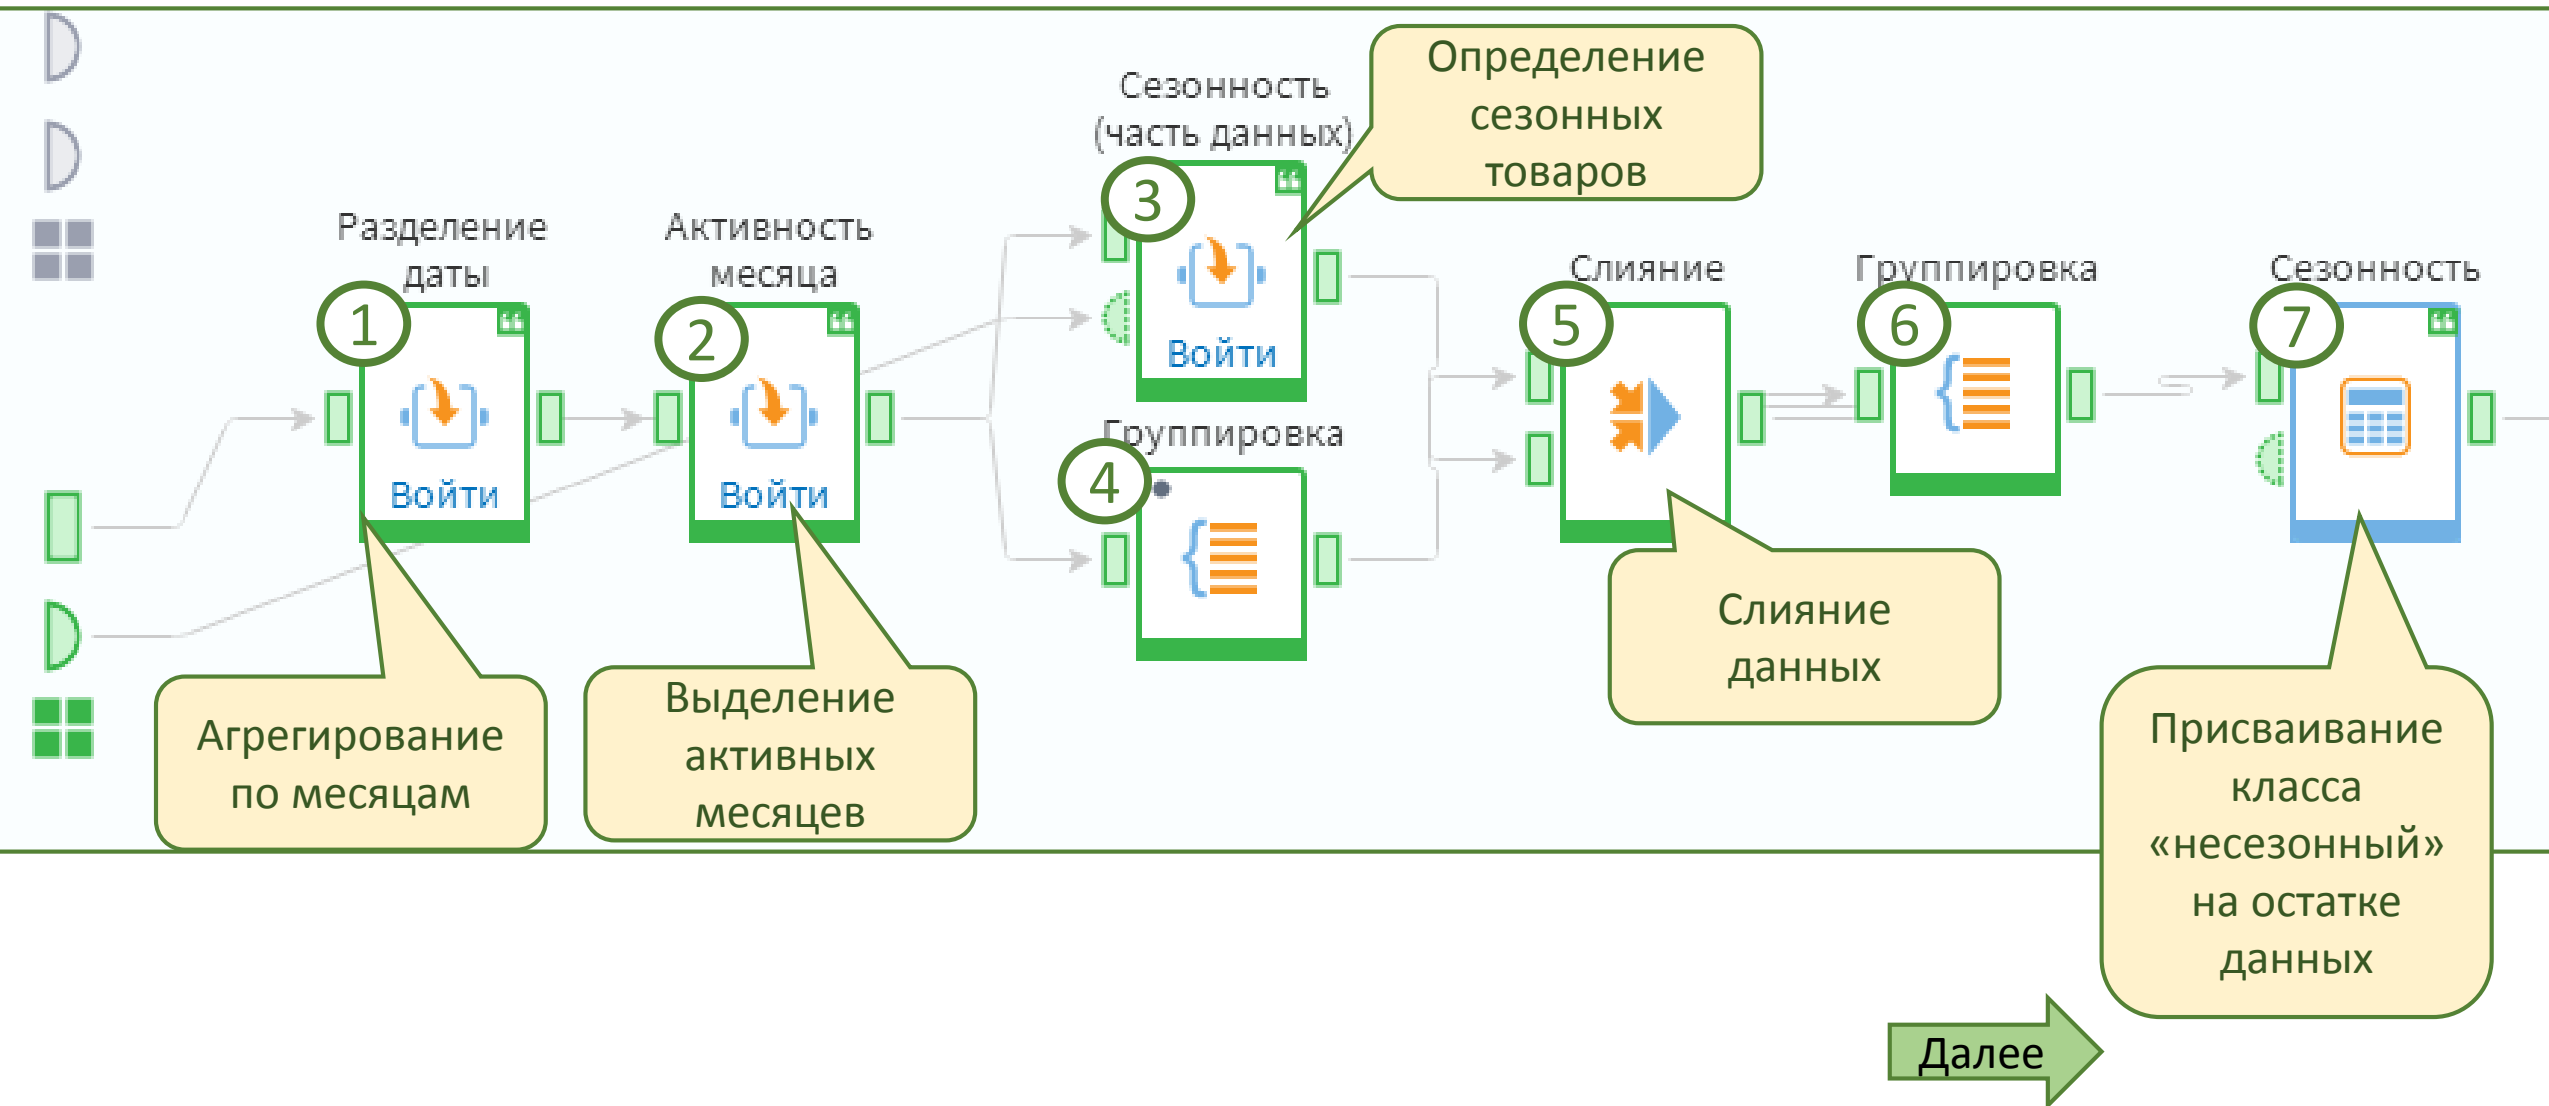 Определение
сезонных
товаров
Сезонность
(часть данных)
3
Войти
Разделение
даты
1
Войти
Активность
месяца
2
Войти
Группировка
4
Слияние
5
Группировка
6
Сезонность
7
Агрегирование
по месяцам
Выделение
активных
месяцев
Слияние
данных
Присваивание
класса
«несезонный»
на остатке
данных
Далее